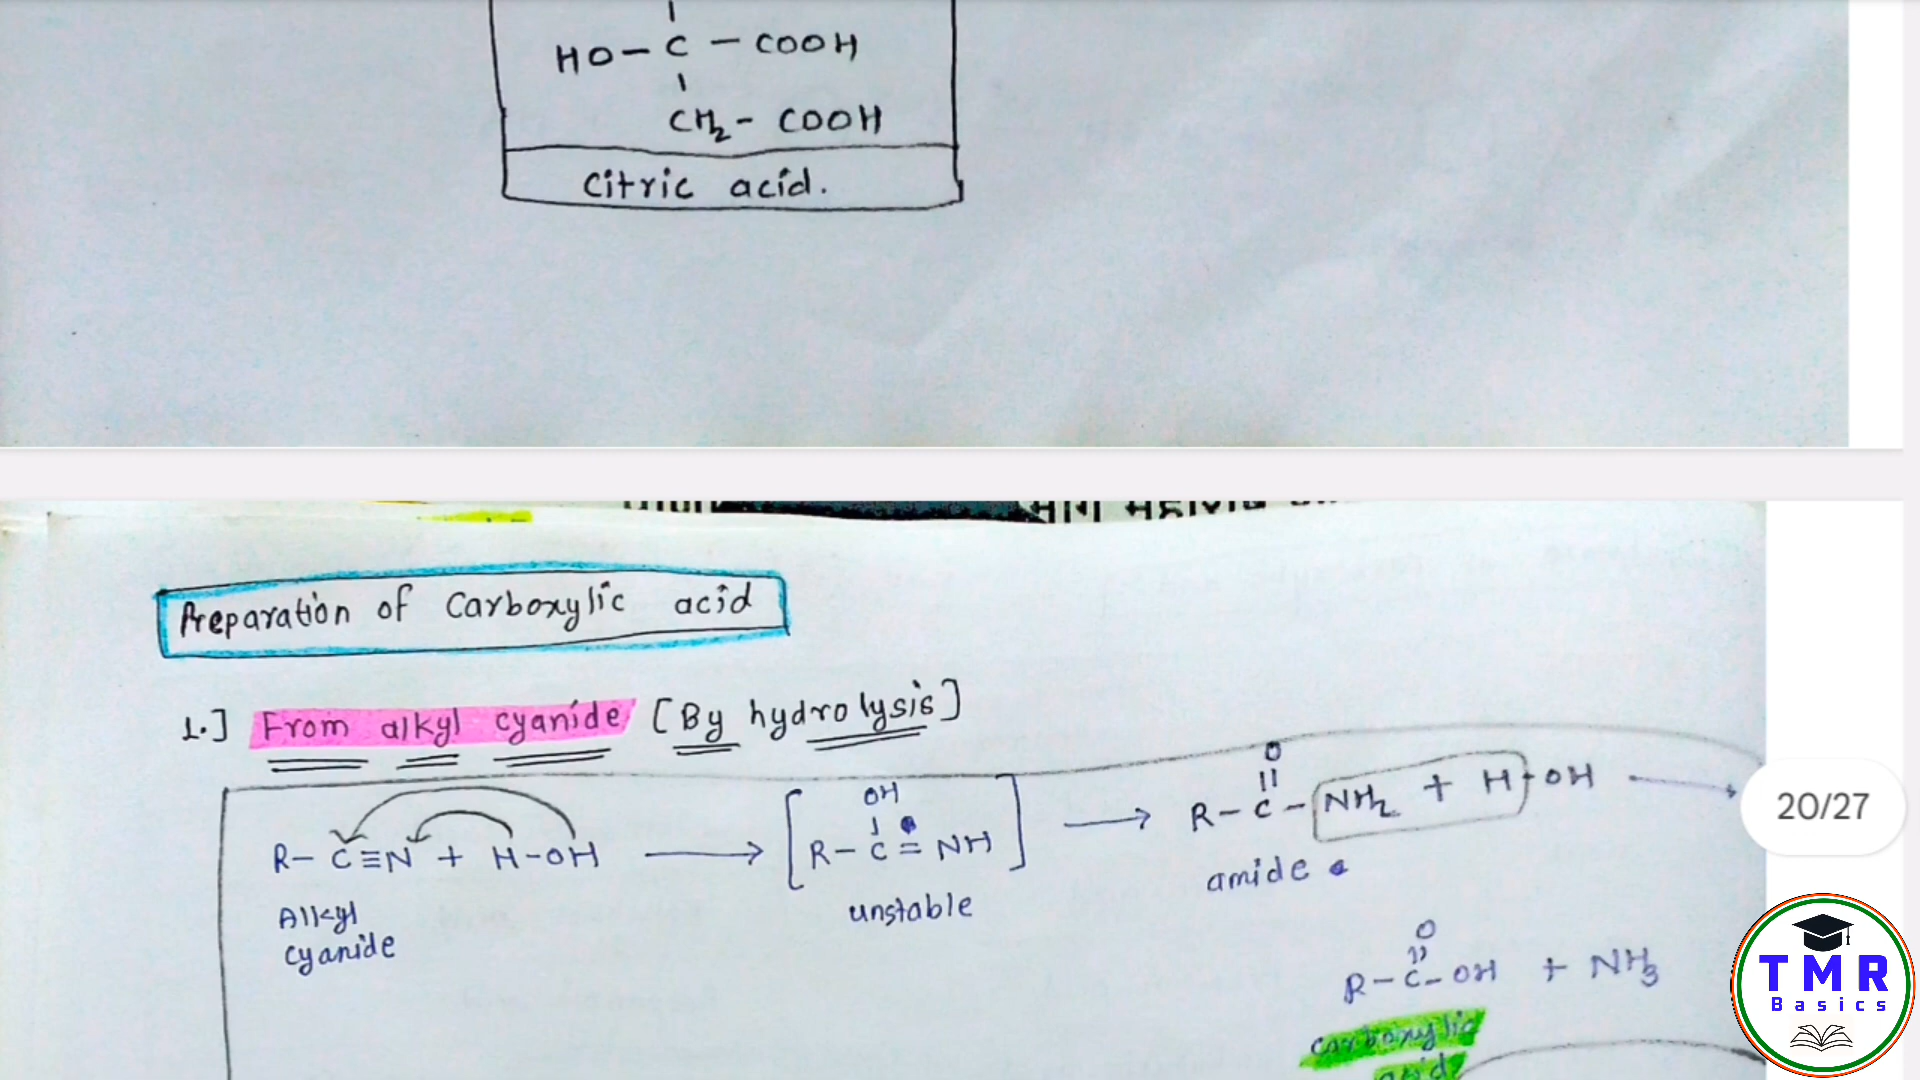 HO-C-COOH
CH₂-COOH
Citric acid.
Preparation of Carboxylic acid
1.] From alkyl cyanide [By hydrolysis]
O
OH
R-C≡N + H-OH → [R-C=NH] → R-C-NH₂ + H-OH →
20/27
Alkyl
cyanide
unstable
amide
O
R-C-OH + NH₃
carboxylic
acid
TMR
Basics